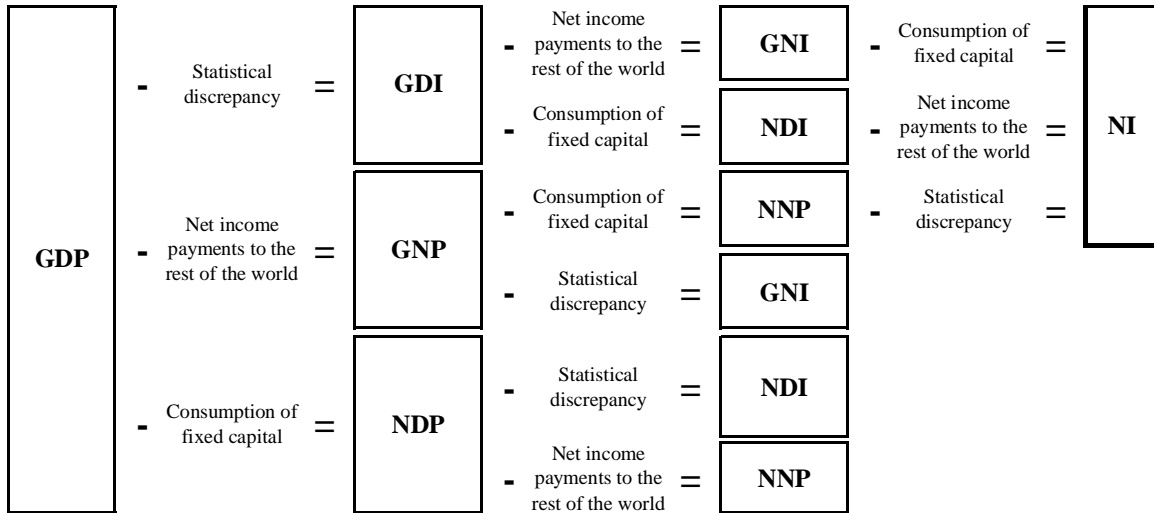 Net income
payments to the
rest of the world
- = GNI - Consumption of
fixed capital =
- Statistical
discrepancy = GDI
- Consumption of
fixed capital = NDI - Net income
payments to the
rest of the world = NI
- Consumption of
fixed capital = NNP - Statistical
discrepancy =
GDP - Net income
payments to the
rest of the world = GNP
- Statistical
discrepancy = GNI
- Statistical
discrepancy = NDI
- Consumption of
fixed capital = NDP
- Net income
payments to the
rest of the world = NNP